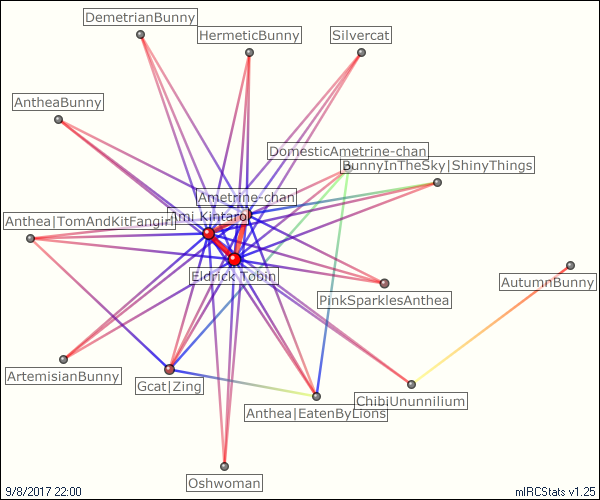 DemetrianBunny
HermeticBunny
Silvercat
AntheaBunny
DomesticAmetrine-chan
BunnyInTheSky|ShinyThings
Ametrine-chan
Anthea|TomAndKitFangirl
Ami Kintaro
Eldrick Tobin
AutumnBunny
PinkSparklesAnthea
ArtemisianBunny
Gcat|Zing
ChibiUnunnilium
Anthea|EatenByLions
Oshwoman
9/8/2017 22:00
mIRCStats v1.25